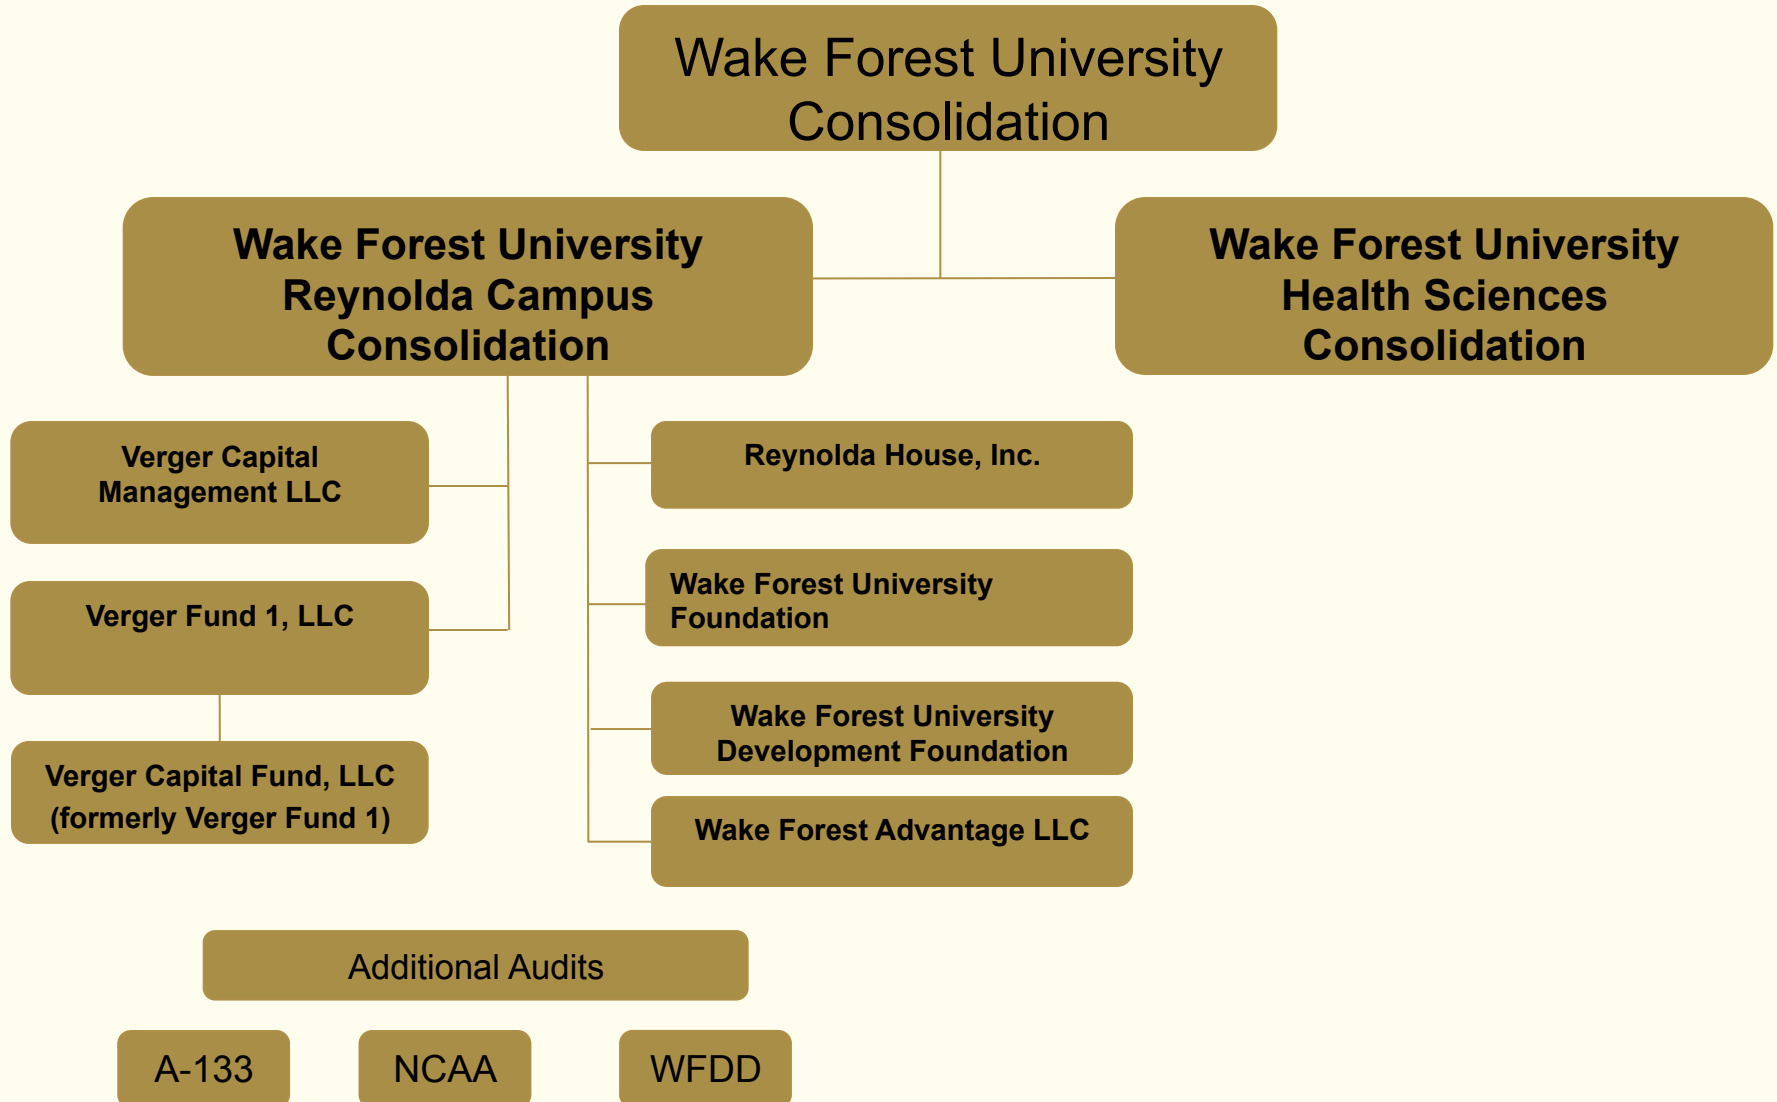 Wake Forest University
Consolidation
Wake Forest University
Reynolda Campus
Consolidation
Wake Forest University
Health Sciences
Consolidation
Verger Capital
Management LLC
Verger Fund 1, LLC
Verger Capital Fund, LLC
(formerly Verger Fund 1)
Reynolda House, Inc.
Wake Forest University
Foundation
Wake Forest University
Development Foundation
Wake Forest Advantage LLC
Additional Audits
A-133
NCAA
WFDD